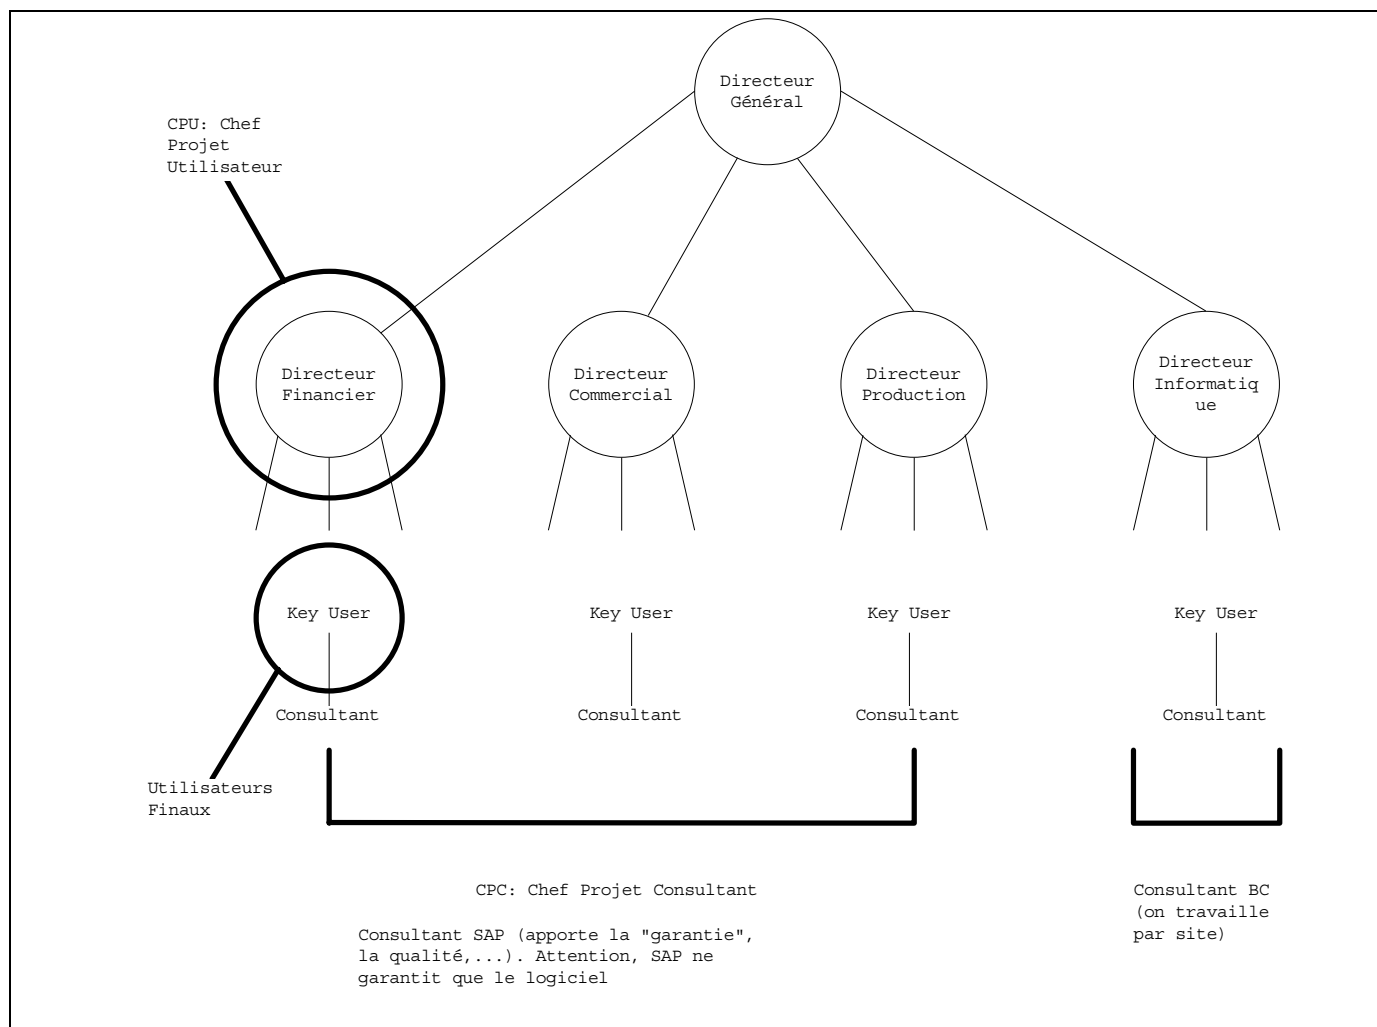 Directeur
Général
CPU: Chef
Projet
Utilisateur
Directeur
Financier
Directeur
Commercial
Directeur
Production
Directeur
Informatiq
ue
Key User
Key User
Key User
Key User
Consultant
Consultant
Consultant
Consultant
Utilisateurs
Finaux
CPC: Chef Projet Consultant
Consultant SAP (apporte la "garantie",
la qualité,...). Attention, SAP ne
garantit que le logiciel
Consultant BC
(on travaille
par site)